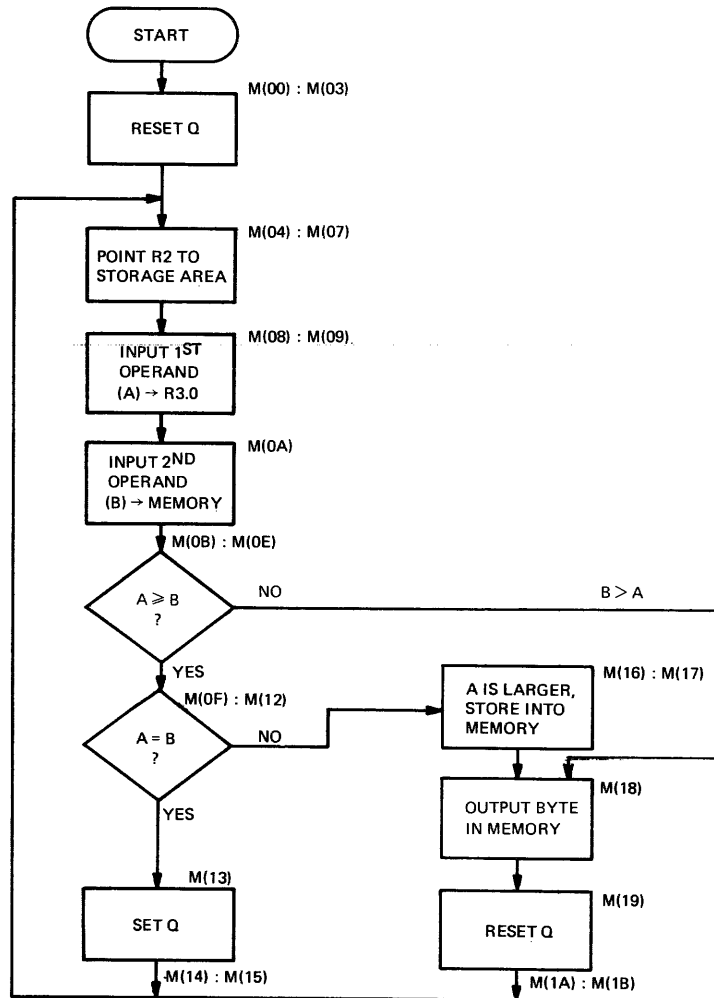 START
M(00) : M(03)
RESET Q
M(04) : M(07)
POINT R2 TO
STORAGE AREA
M(08) : M(09)
INPUT 1ST
OPERAND
(A) → R3.0
M(0A)
INPUT 2ND
OPERAND
(B) → MEMORY
M(0B) : M(0E)
A ⩾ B
?
NO
B > A
YES
M(0F) : M(12)
A = B
?
NO
YES
M(16) : M(17)
A IS LARGER,
STORE INTO
MEMORY
M(18)
OUTPUT BYTE
IN MEMORY
M(13)
SET Q
M(14) : M(15)
M(19)
RESET Q
M(1A) : M(1B)